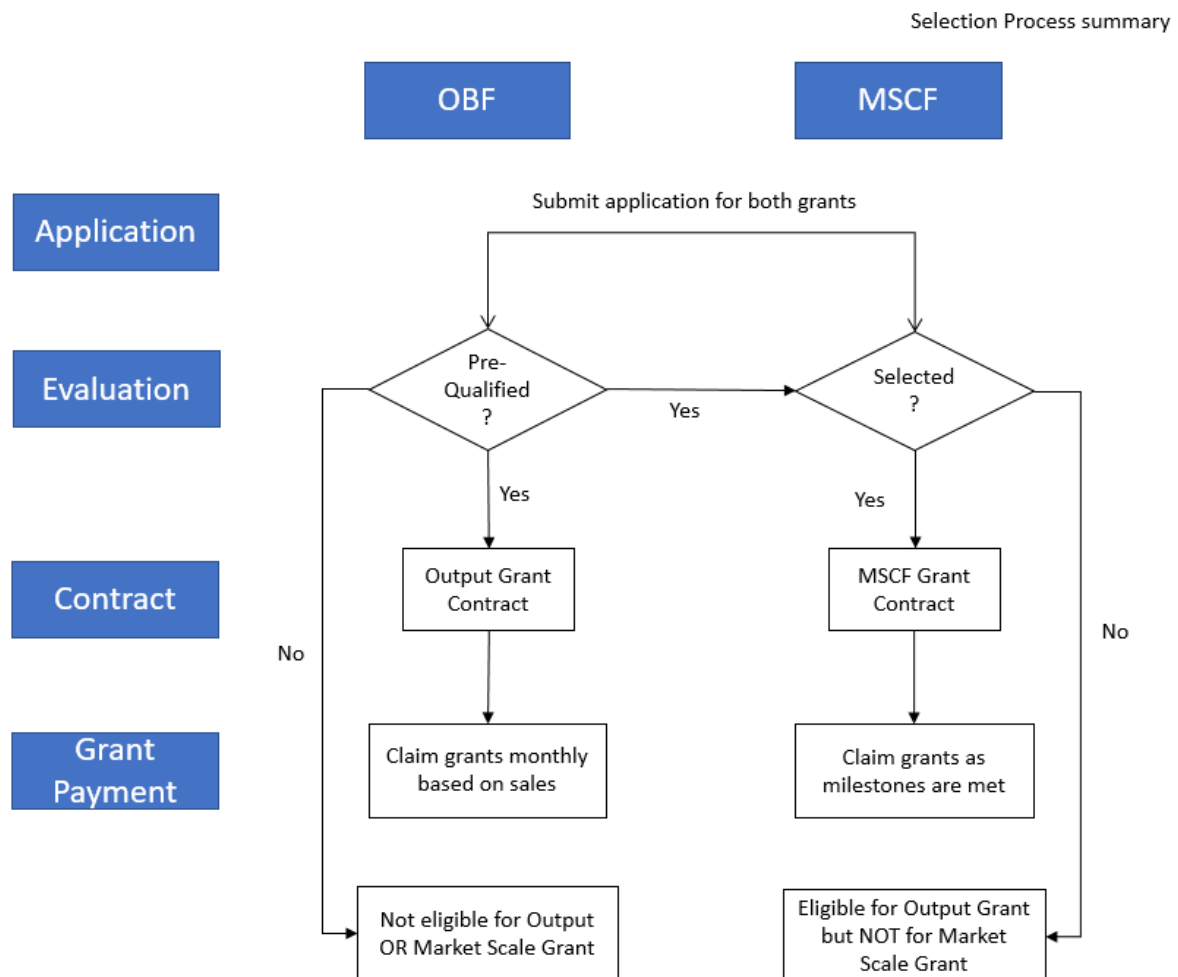 Selection Process summary
OBF
MSCF
Application
Submit application for both grants
Evaluation
Pre-
Qualified
?
Yes
Selected
?
Yes
Yes
Contract
Output Grant
Contract
MSCF Grant
Contract
No
No
Grant
Payment
Claim grants monthly
based on sales
Claim grants as
milestones are met
Not eligible for Output
OR Market Scale Grant
Eligible for Output Grant
but NOT for Market
Scale Grant